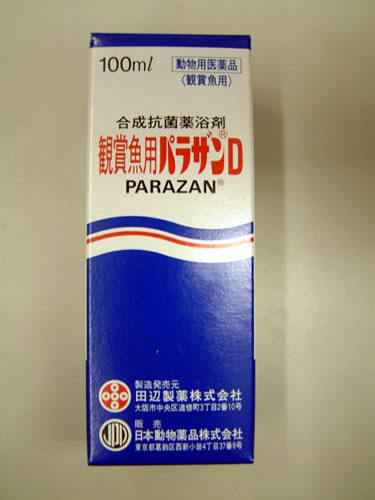 100ml
動物用医薬品
〈観賞魚用〉
合成抗菌薬浴剤
観賞魚用パラザン®D
PARAZAN®
製造発売元
田辺製薬株式会社
大阪市中央区道修町3丁目2番10号
販売
日本動物薬品株式会社
東京都葛飾区西新小岩4丁目37番9号